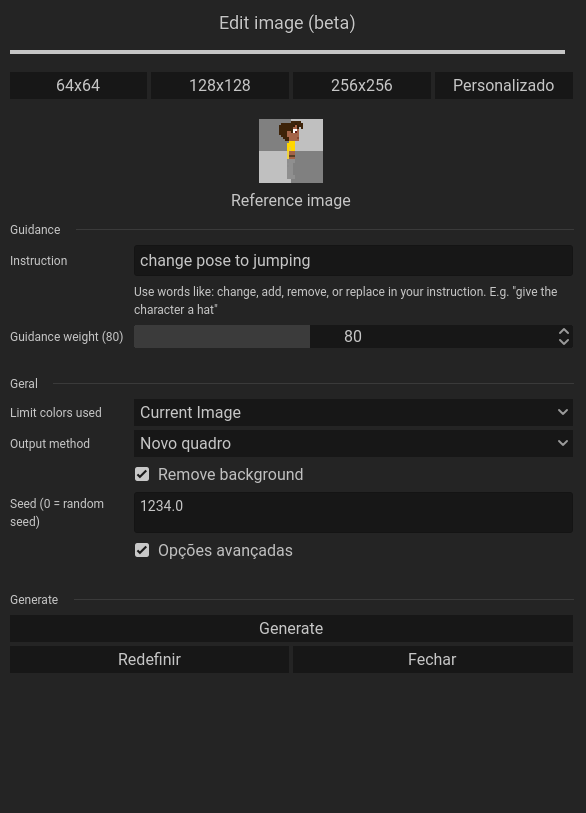 Edit image (beta)
64x64 128x128 256x256 Personalizado
Reference image
Guidance
Instruction change pose to jumping
Use words like: change, add, remove, or replace in your instruction. E.g. "give the
character a hat"
Guidance weight (80) 80
Geral
Limit colors used Current Image
Output method Novo quadro
Remove background
Seed (0 = random
seed)
1234.0
Opções avançadas
Generate
Generate
Redefinir Fechar